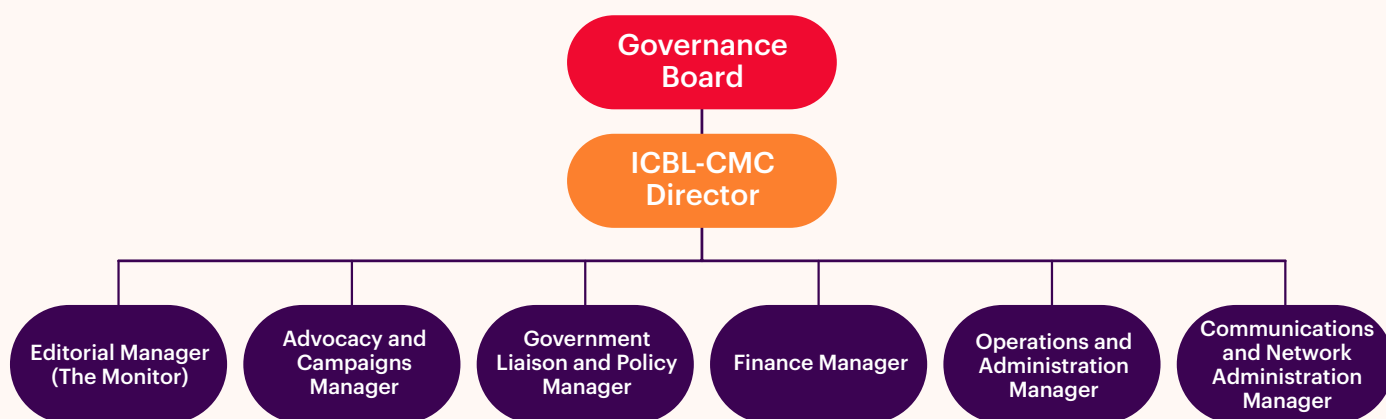 Governance
Board
ICBL-CMC
Director
Editorial Manager
(The Monitor)
Advocacy and
Campaigns
Manager
Government
Liaison and Policy
Manager
Finance Manager
Operations and
Administration
Manager
Communications
and Network
Administration
Manager